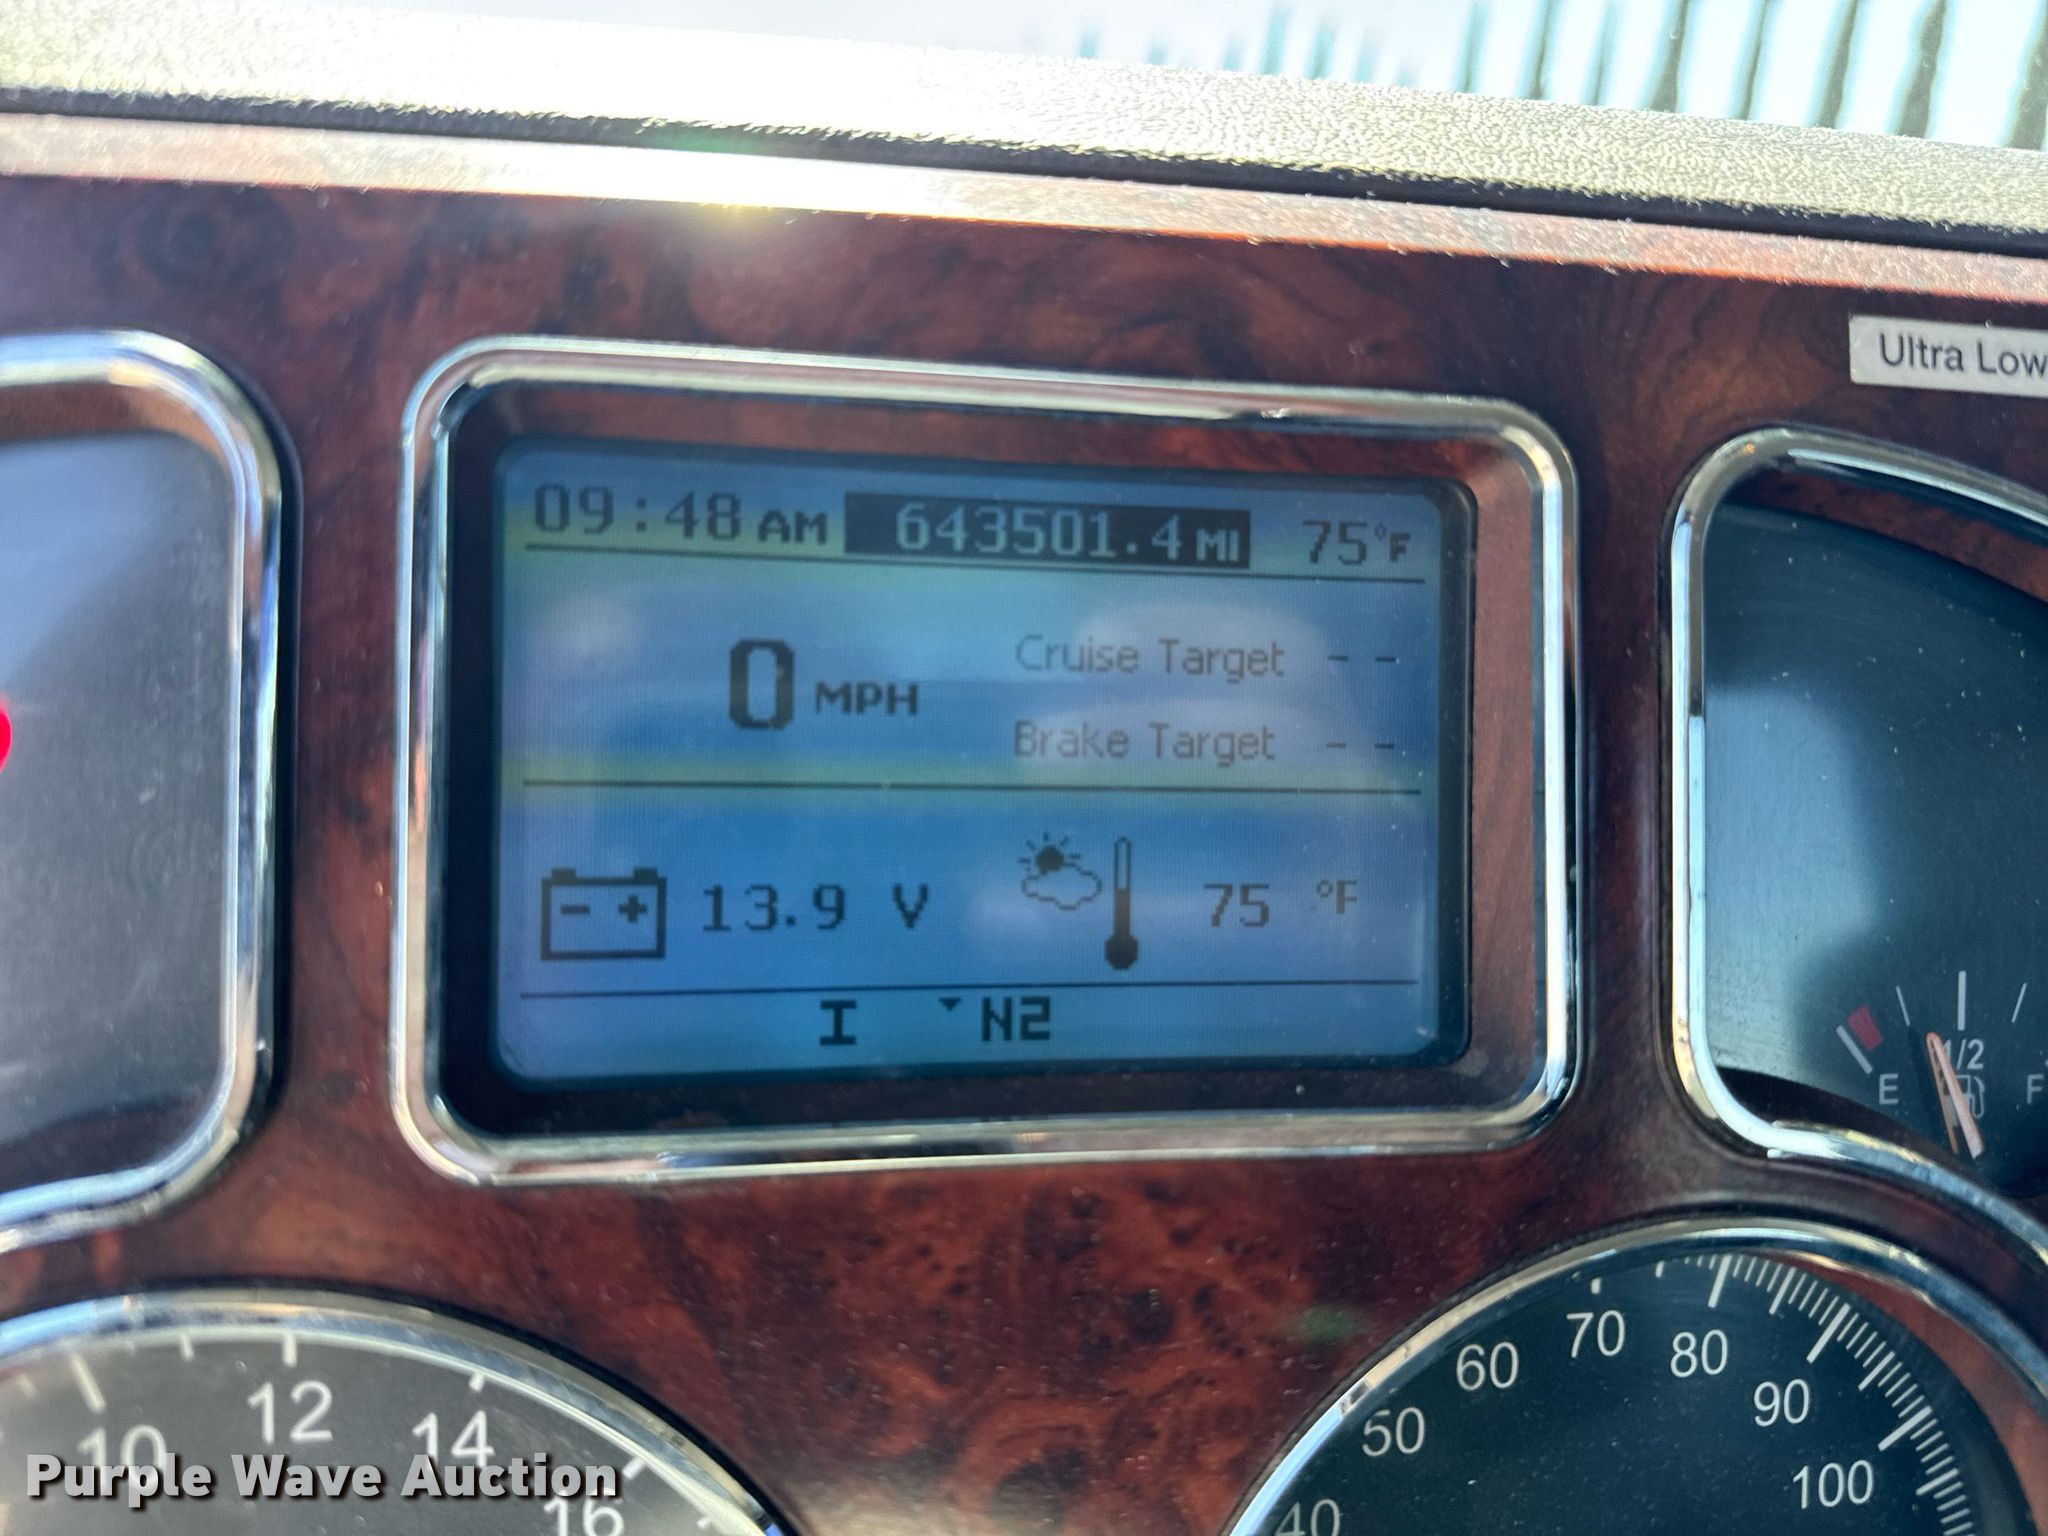 Ultra Low
09:48 AM 643501.4 MI 75°F
0 MPH
Cruise Target - -
Brake Target - -
- + 13.9 V 75 °F
I N2
E 1/2 F
10 12 14 16
40 50 60 70 80 90 100
Purple Wave Auction